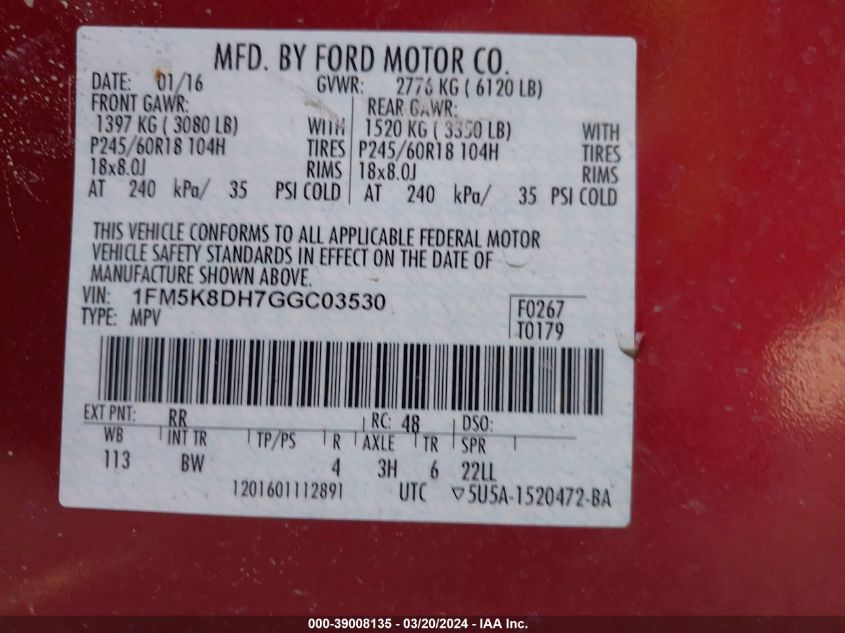 MFD. BY FORD MOTOR CO.
DATE: 01/16 GVWR: 2776 KG ( 6120 LB)
FRONT GAWR: REAR GAWR:
1397 KG ( 3080 LB) WITH 1520 KG ( 3350 LB) WITH
P245/60R18 104H TIRES P245/60R18 104H TIRES
18x8.0J RIMS 18x8.0J RIMS
AT 240 kPa/ 35 PSI COLD AT 240 kPa/ 35 PSI COLD
THIS VEHICLE CONFORMS TO ALL APPLICABLE FEDERAL MOTOR
VEHICLE SAFETY STANDARDS IN EFFECT ON THE DATE OF
MANUFACTURE SHOWN ABOVE.
VIN: 1FM5K8DH7GGC03530 F0267
TYPE: MPV T0179
EXT PNT: RR RC: 48 DSO:
WB INT TR TP/PS R AXLE TR SPR
113 BW 4 3H 6 22LL
1201601112891 UTC ▽5U5A-1520472-BA
000-39008135 - 03/20/2024 - IAA Inc.